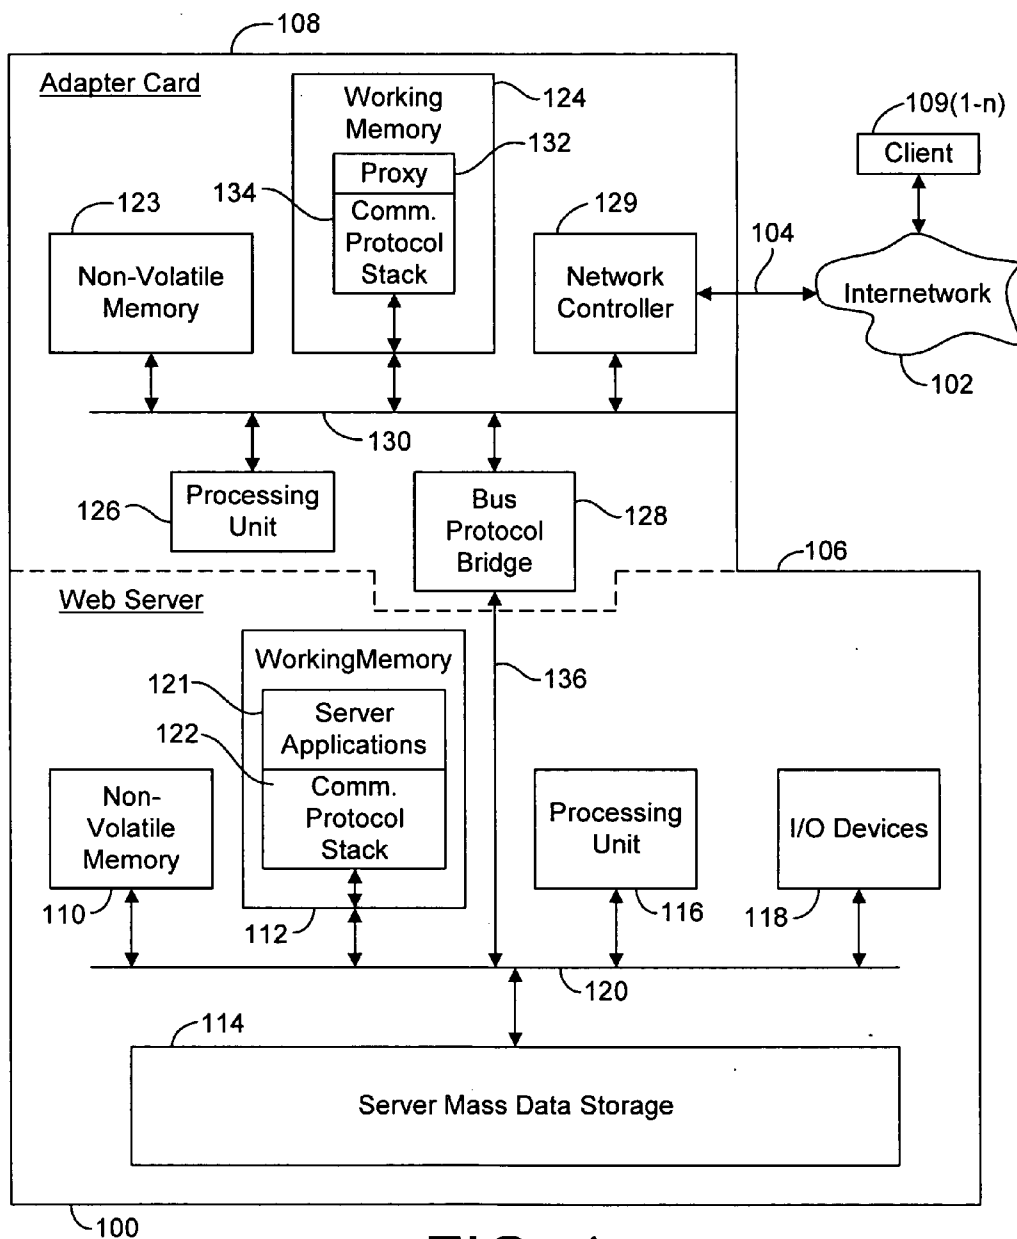 108
Adapter Card
Working
Memory
124
109(1-n)
Client
132
Proxy
134
Comm.
Protocol
Stack
123
Non-Volatile
Memory
129
Network
Controller
104
Internetwork
102
130
Processing
Unit
126
Bus
Protocol
Bridge
128
106
Web Server
WorkingMemory
136
121
Server
Applications
122
Comm.
Protocol
Stack
Non-
Volatile
Memory
Processing
Unit
I/O Devices
110
112
116
118
120
114
Server Mass Data Storage
100